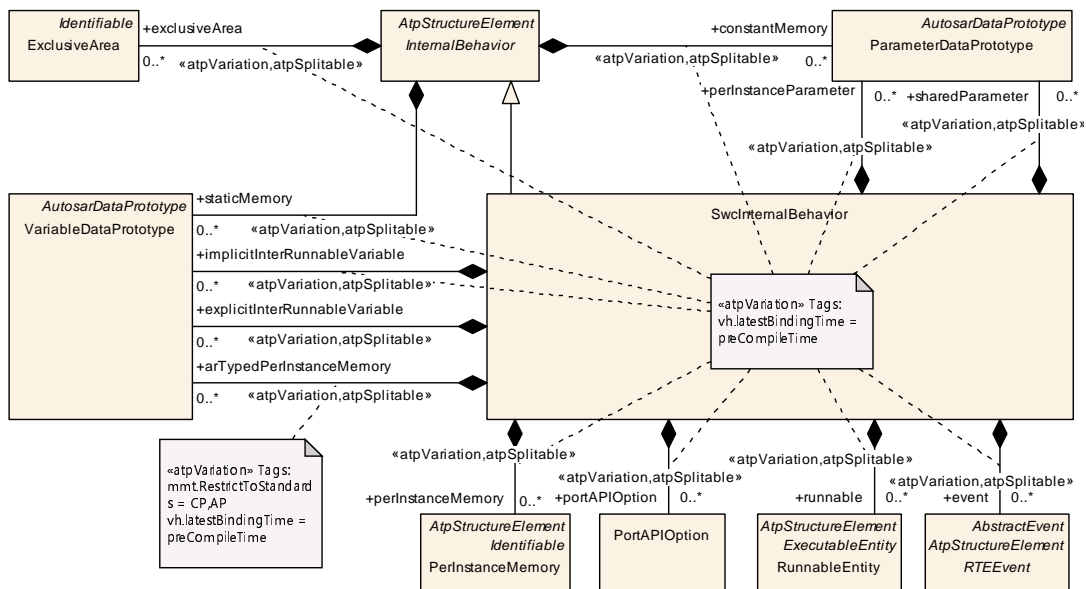 Identifiable
ExclusiveArea
+exclusiveArea
0..*
«atpVariation,atpSplitable»
AtpStructureElement
InternalBehavior
+constantMemory
«atpVariation,atpSplitable»
0..*
AutosarDataPrototype
ParameterDataPrototype
+perInstanceParameter
0..*
«atpVariation,atpSplitable»
+sharedParameter
0..*
«atpVariation,atpSplitable»
AutosarDataPrototype
VariableDataPrototype
+staticMemory
0..*
«atpVariation,atpSplitable»
+implicitInterRunnableVariable
0..*
«atpVariation,atpSplitable»
+explicitInterRunnableVariable
0..*
«atpVariation,atpSplitable»
+arTypedPerInstanceMemory
0..*
«atpVariation,atpSplitable»
SwcInternalBehavior
«atpVariation» Tags:
vh.latestBindingTime =
preCompileTime
«atpVariation» Tags:
mmt.RestrictToStandard
s = CP,AP
vh.latestBindingTime =
preCompileTime
«atpVariation,atpSplitable»
+perInstanceMemory
0..*
AtpStructureElement
Identifiable
PerInstanceMemory
«atpVariation,atpSplitable»
+portAPIOption
0..*
PortAPIOption
«atpVariation,atpSplitable»
+runnable
0..*
AtpStructureElement
ExecutableEntity
RunnableEntity
«atpVariation,atpSplitable»
+event
0..*
AbstractEvent
AtpStructureElement
RTEEvent